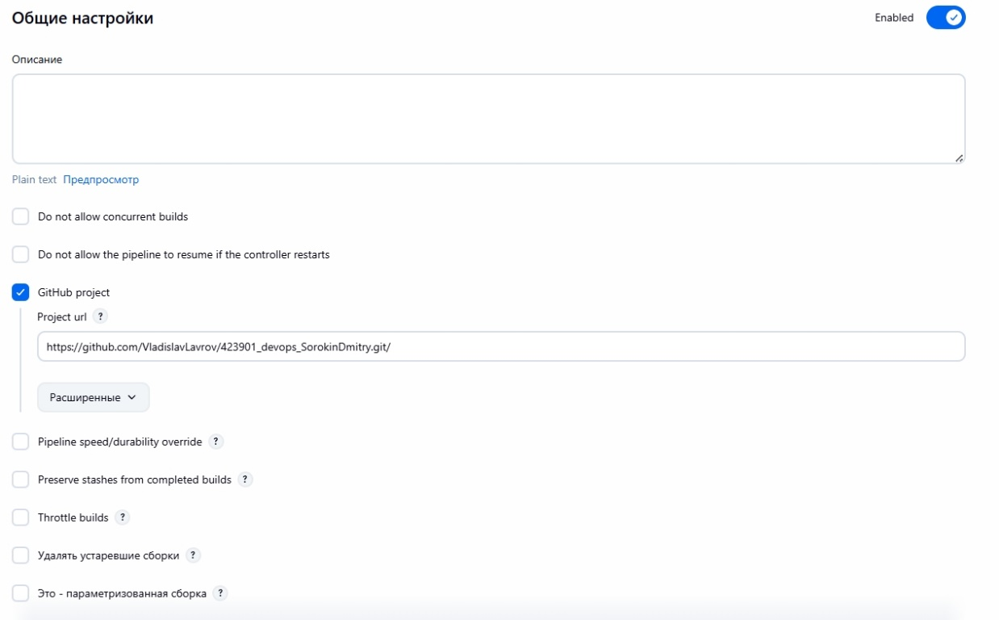 Общие настройки
Enabled
Описание
Plain text Предпросмотр
Do not allow concurrent builds
Do not allow the pipeline to resume if the controller restarts
GitHub project
Project url ?
https://github.com/VladislavLavrov/423901_devops_SorokinDmitry.git/
Расширенные
Pipeline speed/durability override ?
Preserve stashes from completed builds ?
Throttle builds ?
Удалять устаревшие сборки ?
Это - параметризованная сборка ?